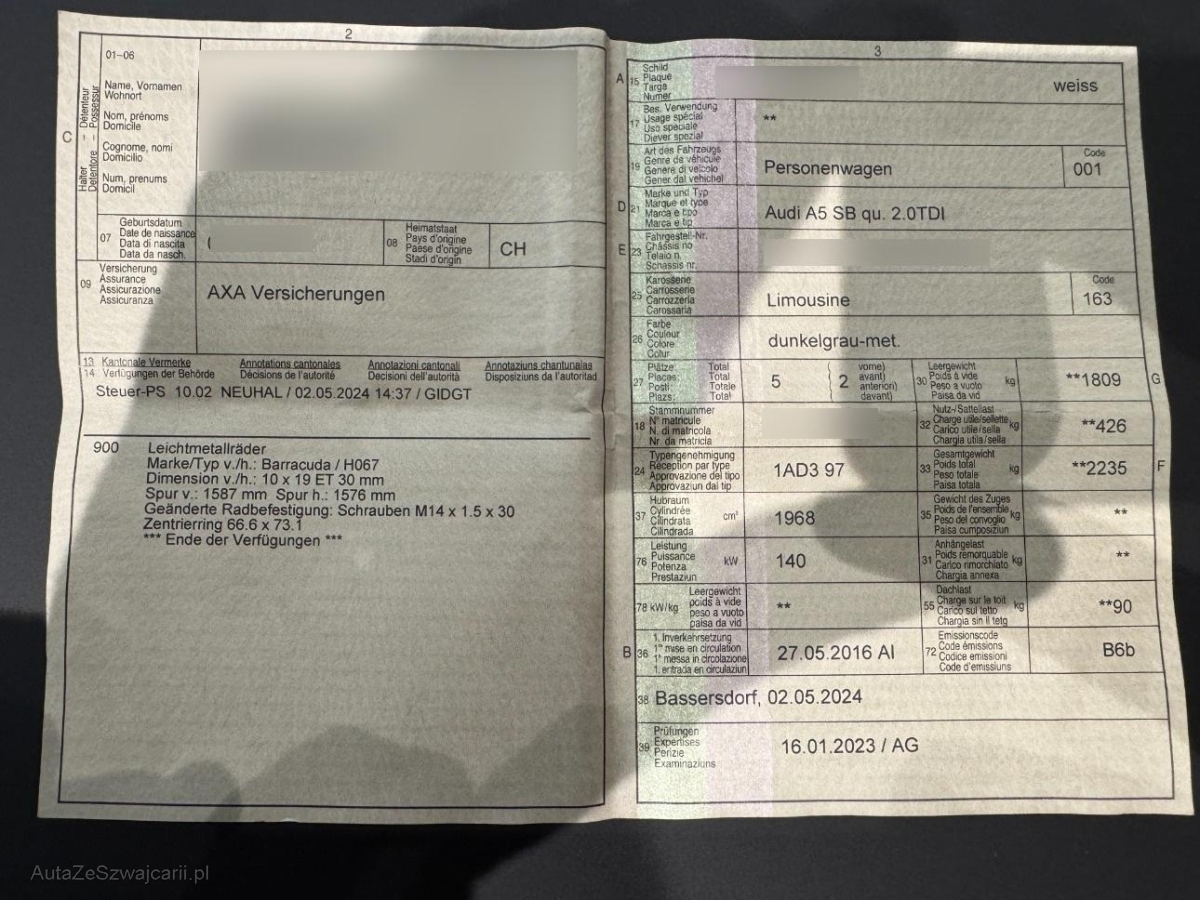 2
01-06
Halter – Détenteur
Detentore – Possessur
C
Name, Vornamen
Wohnort
Nom, prénoms
Domicile
Cognome, nomi
Domicilio
Num, prenums
Domicil
07
Geburtsdatum
Date de naissance
Data di nascita
Data da nasch.
08
Heimatstaat
Pays d'origine
Paese d'origine
Stadi d'origin
CH
09
Versicherung
Assurance
Assicurazione
Assicuranza
AXA Versicherungen
13 Kantonale Vermerke Annotations cantonales Annotazioni cantonali Annotaziuns chantunalas
14 Verfügungen der Behörde Décisions de l'autorité Decisioni dell'autorità Disposiziuns da l'autoritad
Steuer-PS 10.02 NEUHAL / 02.05.2024 14:37 / GIDGT
900 Leichtmetallräder
Marke/Typ v./h.: Barracuda / H067
Dimension v./h.: 10 x 19 ET 30 mm
Spur v.: 1587 mm Spur h.: 1576 mm
Geänderte Radbefestigung: Schrauben M14 x 1.5 x 30
Zentrierring 66.6 x 73.1
*** Ende der Verfügungen ***
3
A 15
Schild
Plaque
Targa
Numer
weiss
17
Bes. Verwendung
Usage spécial
Uso speciale
Diever spezial
**
19
Art des Fahrzeugs
Genre de véhicule
Genere di veicolo
Gener dal vehichel
Personenwagen
Code
001
D 21
Marke und Typ
Marque et type
Marca e tipo
Marca e tip
Audi A5 SB qu. 2.0TDI
E 23
Fahrgestell-Nr.
Châssis no
Telaio n.
Schassis nr.
25
Karosserie
Carrosserie
Carrozzeria
Carossaria
Limousine
Code
163
26
Farbe
Couleur
Colore
Colur
dunkelgrau-met.
27
Plätze: Total
Places: Total
Posti: Totale
Plazs: Total
5
2
vorne)
avant)
anteriori)
davant)
30
Leergewicht
Poids à vide
Peso a vuoto
Paisa da vid
kg
**1809
G
18
Stammnummer
N° matricule
N. di matricola
Nr. da matricla
32
Nutz-/Sattellast
Charge utile/sellette
Carico utile/sella
Chargia utila/sella
kg
**426
24
Typengenehmigung
Réception par type
Approvazione del tipo
Approvaziun dal tip
1AD3 97
33
Gesamtgewicht
Poids total
Peso totale
Paisa totala
kg
**2235
F
37
Hubraum
Cylindrée
Cilindrata
Cilindrada
cm³
1968
35
Gewicht des Zuges
Poids de l'ensemble
Peso del convoglio
Paisa cumposiziun
kg
**
76
Leistung
Puissance
Potenza
Prestaziun
kW
140
31
Anhängelast
Poids remorquable
Carico rimorchiato
Chargia annexa
kg
**
78 kW/kg
Leergewicht
poids à vide
peso a vuoto
paisa da vid
**
55
Dachlast
Charge sur le toit
Carico sul tetto
Chargia sin il tetg
kg
**90
B 36
1. Inverkehrsetzung
1re mise en circulation
1a messa in circolazione
1. entrada en circulaziun
27.05.2016 AI
72
Emissionscode
Code émissions
Codice emissioni
Code d'emissiuns
B6b
38 Bassersdorf, 02.05.2024
39
Prüfungen
Expertises
Perizie
Examinaziuns
16.01.2023 / AG
AutaZeSzwajcarii.pl